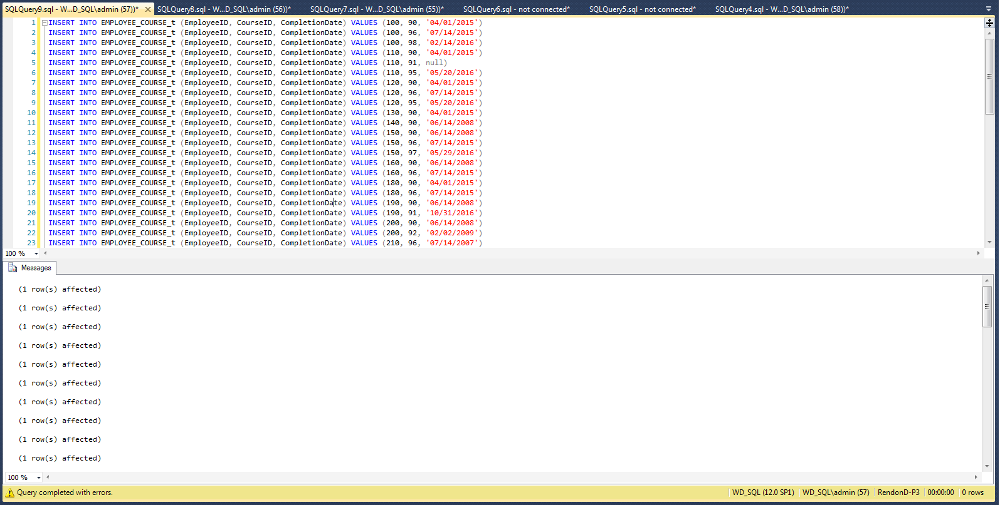 SQLQuery9.sql - W...D_SQL\admin (57))* SQLQuery8.sql - W...D_SQL\admin (56))* SQLQuery7.sql - W...D_SQL\admin (55))* SQLQuery6.sql - not connected* SQLQuery5.sql - not connected* SQLQuery4.sql - W...D_SQL\admin (58))*
1 INSERT INTO EMPLOYEE_COURSE_t (EmployeeID, CourseID, CompletionDate) VALUES (100, 90, '04/01/2015')
2 INSERT INTO EMPLOYEE_COURSE_t (EmployeeID, CourseID, CompletionDate) VALUES (100, 96, '07/14/2015')
3 INSERT INTO EMPLOYEE_COURSE_t (EmployeeID, CourseID, CompletionDate) VALUES (100, 98, '02/14/2016')
4 INSERT INTO EMPLOYEE_COURSE_t (EmployeeID, CourseID, CompletionDate) VALUES (110, 90, '04/01/2015')
5 INSERT INTO EMPLOYEE_COURSE_t (EmployeeID, CourseID, CompletionDate) VALUES (110, 91, null)
6 INSERT INTO EMPLOYEE_COURSE_t (EmployeeID, CourseID, CompletionDate) VALUES (110, 95, '05/20/2016')
7 INSERT INTO EMPLOYEE_COURSE_t (EmployeeID, CourseID, CompletionDate) VALUES (120, 90, '04/01/2015')
8 INSERT INTO EMPLOYEE_COURSE_t (EmployeeID, CourseID, CompletionDate) VALUES (120, 96, '07/14/2015')
9 INSERT INTO EMPLOYEE_COURSE_t (EmployeeID, CourseID, CompletionDate) VALUES (120, 95, '05/20/2016')
10 INSERT INTO EMPLOYEE_COURSE_t (EmployeeID, CourseID, CompletionDate) VALUES (130, 90, '04/01/2015')
11 INSERT INTO EMPLOYEE_COURSE_t (EmployeeID, CourseID, CompletionDate) VALUES (140, 90, '06/14/2008')
12 INSERT INTO EMPLOYEE_COURSE_t (EmployeeID, CourseID, CompletionDate) VALUES (150, 90, '06/14/2008')
13 INSERT INTO EMPLOYEE_COURSE_t (EmployeeID, CourseID, CompletionDate) VALUES (150, 96, '07/14/2015')
14 INSERT INTO EMPLOYEE_COURSE_t (EmployeeID, CourseID, CompletionDate) VALUES (150, 97, '05/29/2016')
15 INSERT INTO EMPLOYEE_COURSE_t (EmployeeID, CourseID, CompletionDate) VALUES (160, 90, '06/14/2008')
16 INSERT INTO EMPLOYEE_COURSE_t (EmployeeID, CourseID, CompletionDate) VALUES (160, 96, '07/14/2015')
17 INSERT INTO EMPLOYEE_COURSE_t (EmployeeID, CourseID, CompletionDate) VALUES (180, 90, '04/01/2015')
18 INSERT INTO EMPLOYEE_COURSE_t (EmployeeID, CourseID, CompletionDate) VALUES (180, 96, '07/14/2015')
19 INSERT INTO EMPLOYEE_COURSE_t (EmployeeID, CourseID, CompletionDate) VALUES (190, 90, '06/14/2008')
20 INSERT INTO EMPLOYEE_COURSE_t (EmployeeID, CourseID, CompletionDate) VALUES (190, 91, '10/31/2016')
21 INSERT INTO EMPLOYEE_COURSE_t (EmployeeID, CourseID, CompletionDate) VALUES (200, 90, '06/14/2008')
22 INSERT INTO EMPLOYEE_COURSE_t (EmployeeID, CourseID, CompletionDate) VALUES (200, 92, '02/02/2009')
23 INSERT INTO EMPLOYEE_COURSE_t (EmployeeID, CourseID, CompletionDate) VALUES (210, 96, '07/14/2007')
100 %
Messages
(1 row(s) affected)
(1 row(s) affected)
(1 row(s) affected)
(1 row(s) affected)
(1 row(s) affected)
(1 row(s) affected)
(1 row(s) affected)
(1 row(s) affected)
(1 row(s) affected)
(1 row(s) affected)
100 %
Query completed with errors. WD_SQL (12.0 SP1) WD_SQL\admin (57) RendonD-P3 00:00:00 0 rows